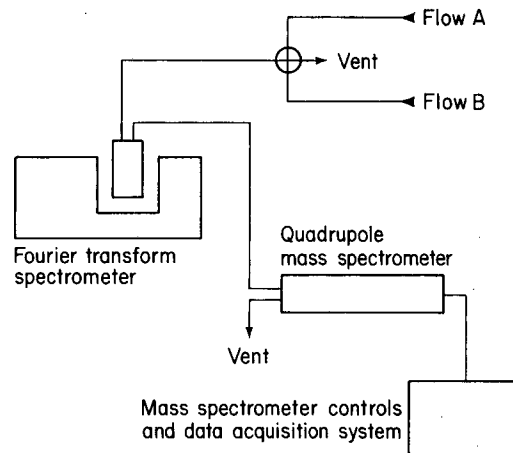 Flow A
Vent
Flow B
Fourier transform
spectrometer
Quadrupole
mass spectrometer
Vent
Mass spectrometer controls
and data acquisition system